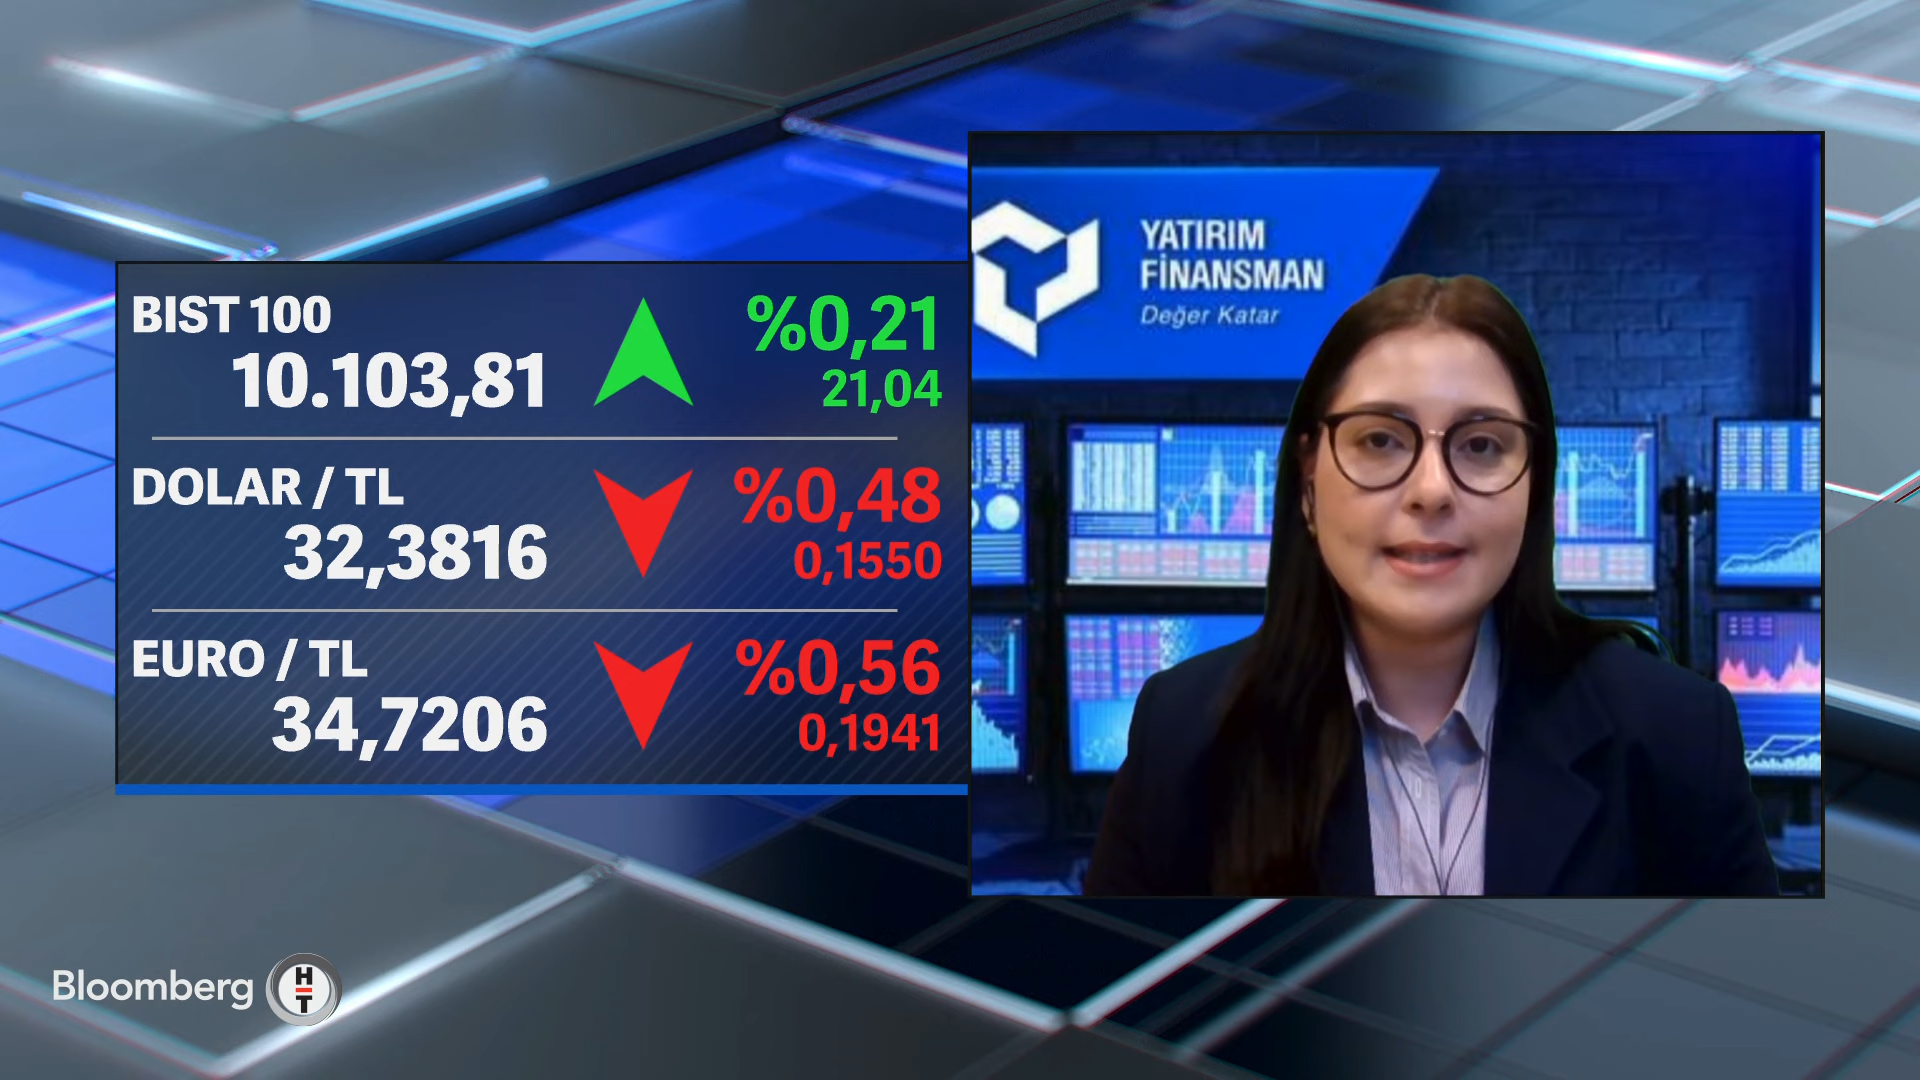 BIST 100
10.103,81
%0,21
21,04
DOLAR / TL
32,3816
%0,48
0,1550
EURO / TL
34,7206
%0,56
0,1941
YATIRIM
FİNANSMAN
Değer Katar
Bloomberg HT